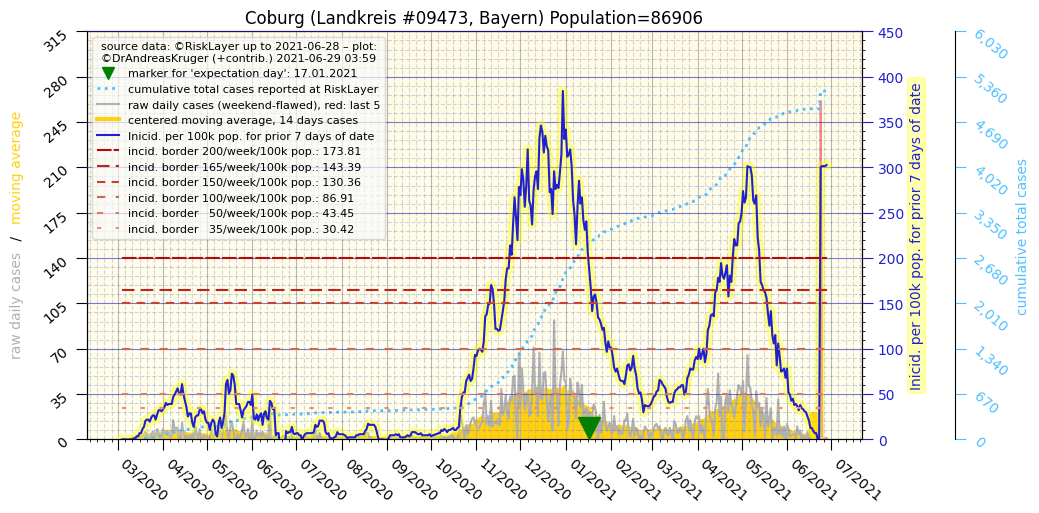 Coburg (Landkreis #09473, Bayern) Population=86906
source data: ©RiskLayer up to 2021-06-28 – plot:
©DrAndreasKruger (+contrib.) 2021-06-29 03:59
marker for 'expectation day': 17.01.2021
cumulative total cases reported at RiskLayer
raw daily cases (weekend-flawed), red: last 5
centered moving average, 14 days cases
Inicid. per 100k pop. for prior 7 days of date
incid. border 200/week/100k pop.: 173.81
incid. border 165/week/100k pop.: 143.39
incid. border 150/week/100k pop.: 130.36
incid. border 100/week/100k pop.: 86.91
incid. border   50/week/100k pop.: 43.45
incid. border   35/week/100k pop.: 30.42
raw daily cases / moving average
315
280
245
210
175
140
105
70
35
0
03/2020
04/2020
05/2020
06/2020
07/2020
08/2020
09/2020
10/2020
11/2020
12/2020
01/2021
02/2021
03/2021
04/2021
05/2021
06/2021
07/2021
450
400
350
300
250
200
150
100
50
0
Inicid. per 100k pop. for prior 7 days of date
6,030
5,360
4,690
4,020
3,350
2,680
2,010
1,340
670
0
cumulative total cases